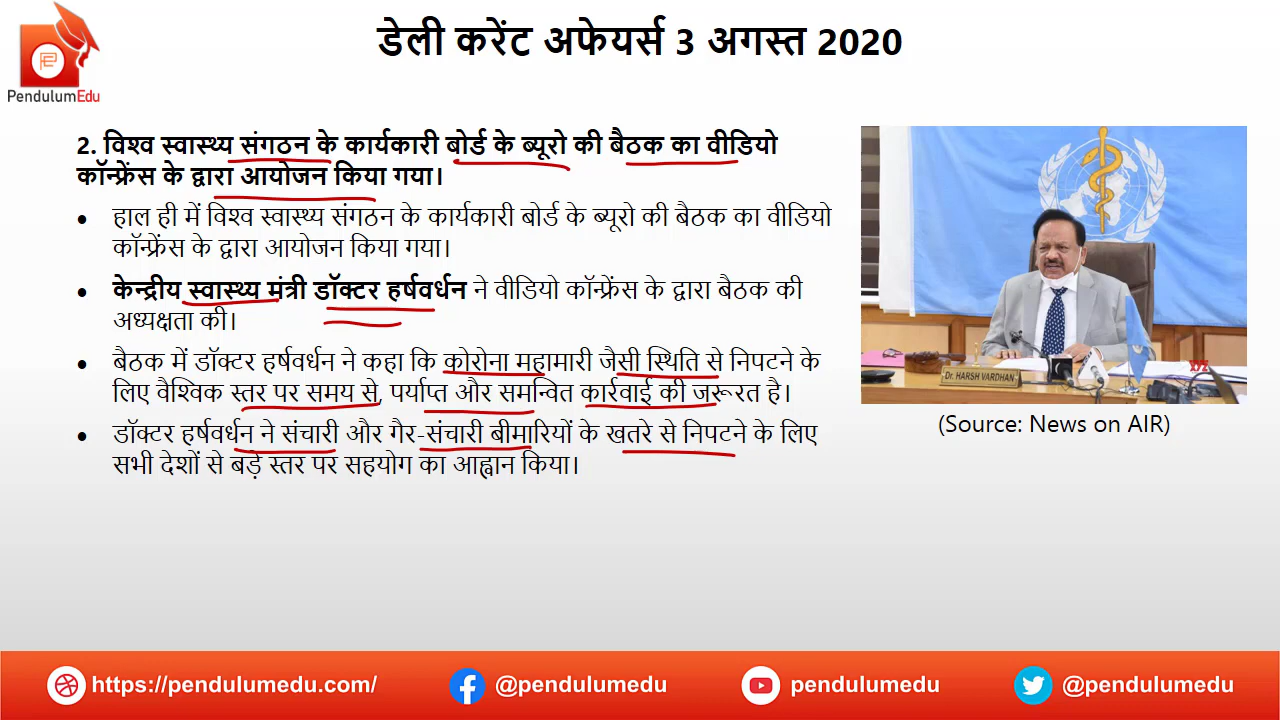 डेली करेंट अफेयर्स 3 अगस्त 2020
PendulumEdu
2. विश्व स्वास्थ्य संगठन के कार्यकारी बोर्ड के ब्यूरो की बैठक का वीडियो
कॉन्फ्रेंस के द्वारा आयोजन किया गया।
• हाल ही में विश्व स्वास्थ्य संगठन के कार्यकारी बोर्ड के ब्यूरो की बैठक का वीडियो
कॉन्फ्रेंस के द्वारा आयोजन किया गया।
• केन्द्रीय स्वास्थ्य मंत्री डॉक्टर हर्षवर्धन ने वीडियो कॉन्फ्रेंस के द्वारा बैठक की
अध्यक्षता की।
• बैठक में डॉक्टर हर्षवर्धन ने कहा कि कोरोना महामारी जैसी स्थिति से निपटने के
लिए वैश्विक स्तर पर समय से, पर्याप्त और समन्वित कार्रवाई की जरूरत है।
• डॉक्टर हर्षवर्धन ने संचारी और गैर-संचारी बीमारियों के खतरे से निपटने के लिए
सभी देशों से बड़े स्तर पर सहयोग का आह्वान किया।
Dr. HARSH VARDHAN
XYZ
(Source: News on AIR)
https://pendulumedu.com/
@pendulumedu
pendulumedu
@pendulumedu